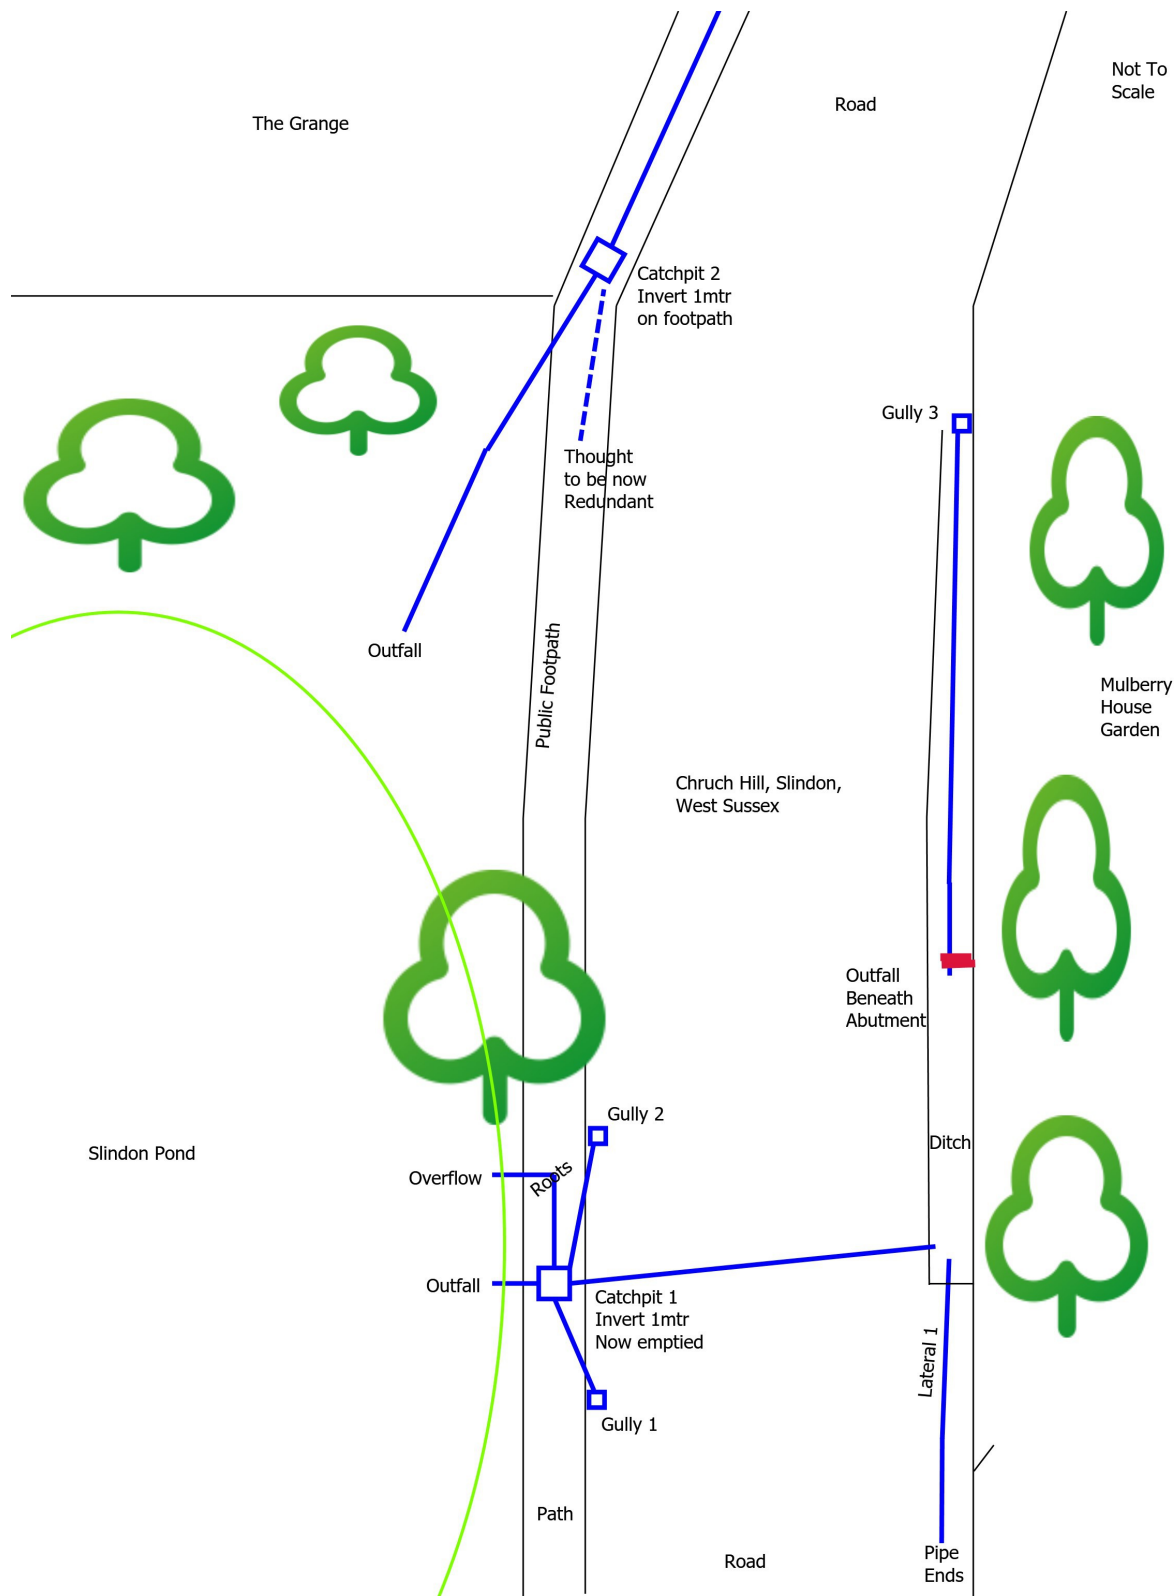 Not To
Scale
Road
The Grange
Catchpit 2
Invert 1mtr
on footpath
Gully 3
Thought
to be now
Redundant
Outfall
Public Footpath
Mulberry
House
Garden
Chruch Hill, Slindon,
West Sussex
Outfall
Beneath
Abutment
Gully 2
Ditch
Slindon Pond
Overflow
Roots
Outfall
Catchpit 1
Invert 1mtr
Now emptied
Lateral 1
Gully 1
Path
Road
Pipe
Ends